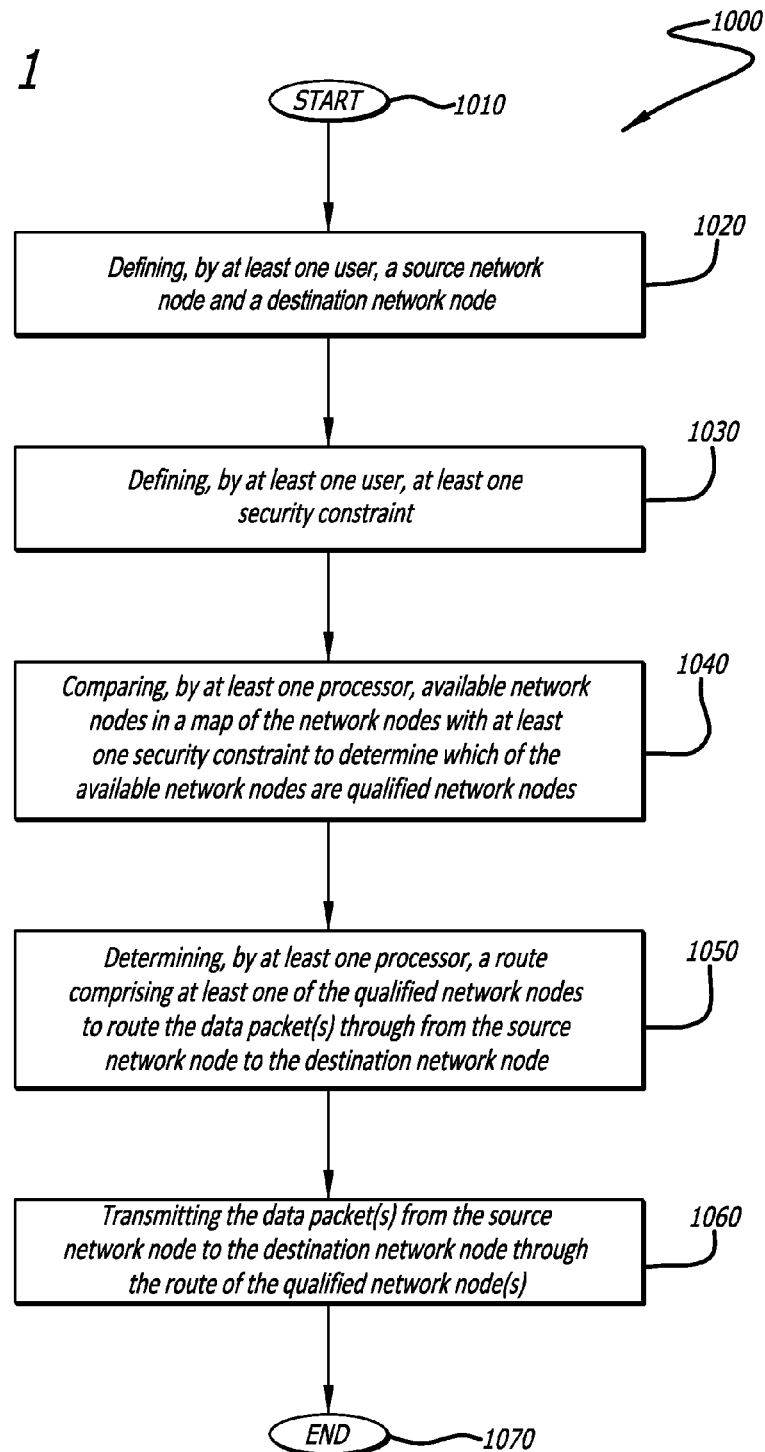 1000
1
START
1010
1020
Defining, by at least one user, a source network
node and a destination network node
1030
Defining, by at least one user, at least one
security constraint
1040
Comparing, by at least one processor, available network
nodes in a map of the network nodes with at least
one security constraint to determine which of the
available network nodes are qualified network nodes
1050
Determining, by at least one processor, a route
comprising at least one of the qualified network nodes
to route the data packet(s) through from the source
network node to the destination network node
1060
Transmitting the data packet(s) from the source
network node to the destination network node through
the route of the qualified network node(s)
END
1070